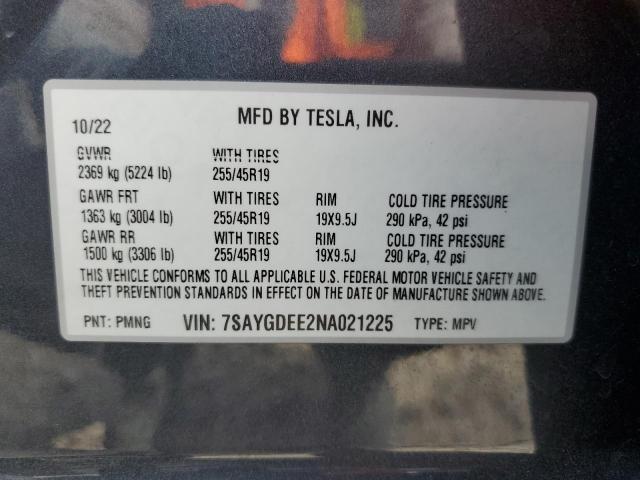 MFD BY TESLA, INC.
10/22
GVWR WITH TIRES
2369 kg (5224 lb) 255/45R19
GAWR FRT WITH TIRES RIM COLD TIRE PRESSURE
1363 kg (3004 lb) 255/45R19 19X9.5J 290 kPa, 42 psi
GAWR RR WITH TIRES RIM COLD TIRE PRESSURE
1500 kg (3306 lb) 255/45R19 19X9.5J 290 kPa, 42 psi
THIS VEHICLE CONFORMS TO ALL APPLICABLE U.S. FEDERAL MOTOR VEHICLE SAFETY AND
THEFT PREVENTION STANDARDS IN EFFECT ON THE DATE OF MANUFACTURE SHOWN ABOVE.
PNT: PMNG VIN: 7SAYGDEE2NA021225 TYPE: MPV